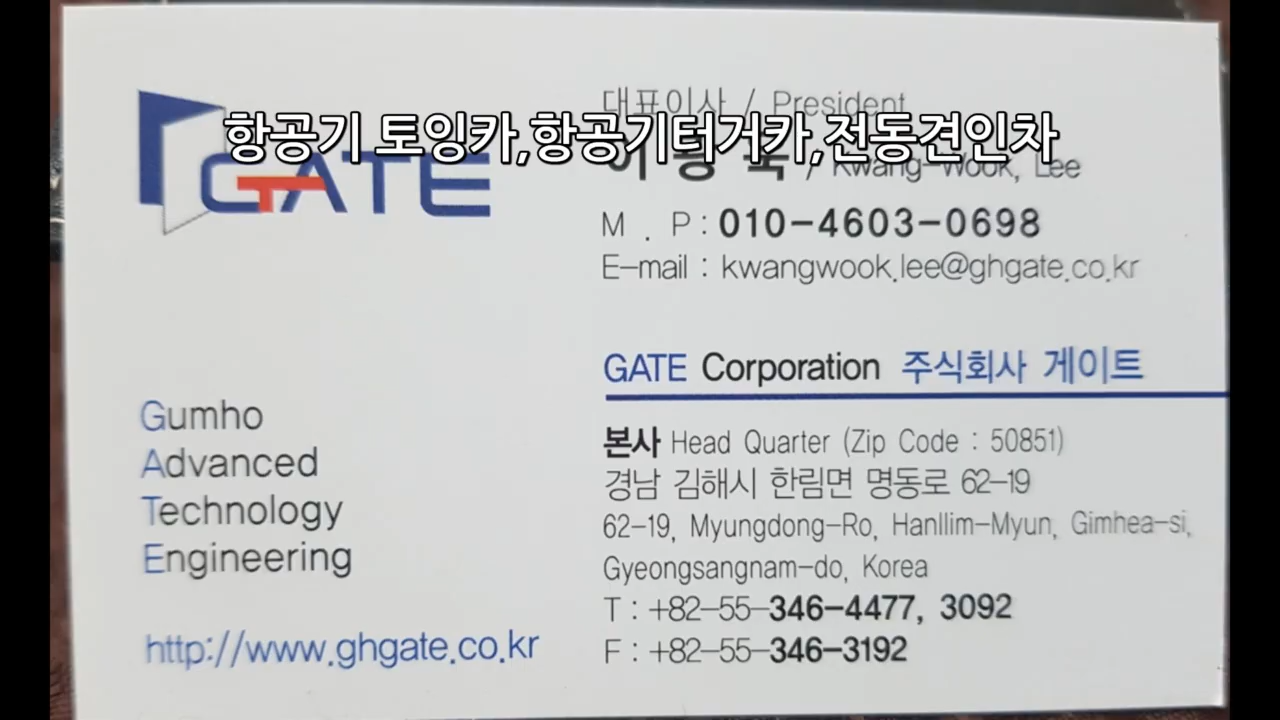 대표이사 / President
항공기 토잉카,항공기터거카,전동견인차
GATE
/ Kwang-Wook, Lee
M . P : 010-4603-0698
E-mail : kwangwook.lee@ghgate.co.kr
GATE Corporation 주식회사 게이트
Gumho
Advanced
Technology
Engineering
http://www.ghgate.co.kr
본사 Head Quarter (Zip Code : 50851)
경남 김해시 한림면 명동로 62-19
62-19, Myungdong-Ro, Hanllim-Myun, Gimhea-si,
Gyeongsangnam-do, Korea
T : +82-55-346-4477, 3092
F : +82-55-346-3192